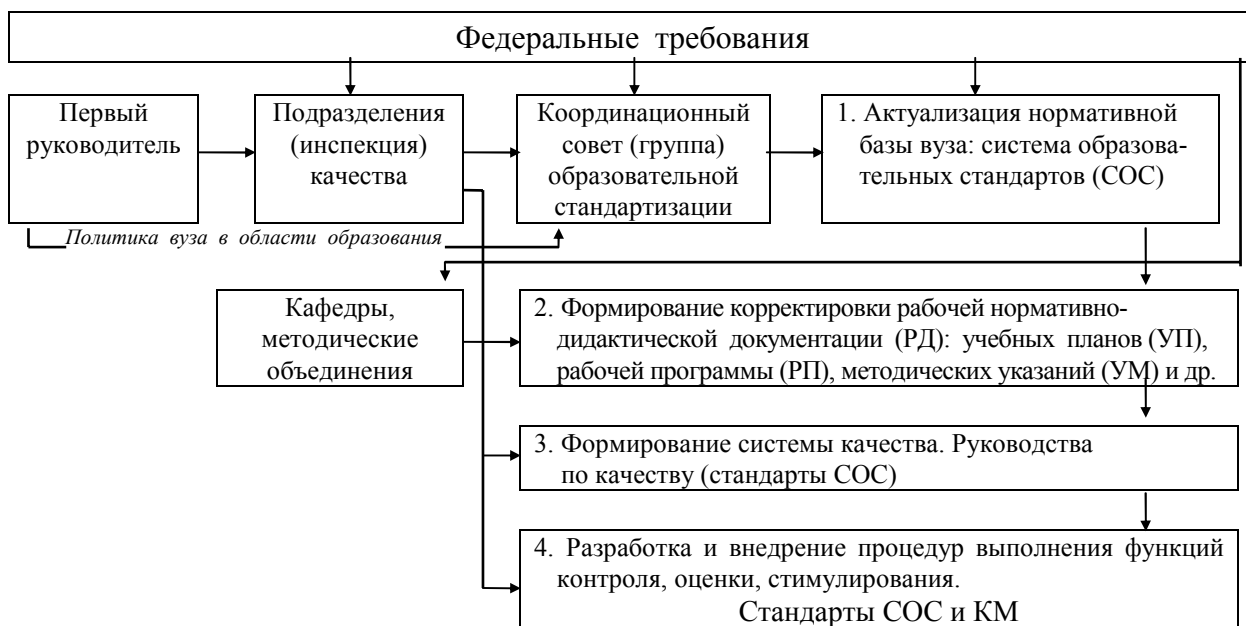 Федеральные требования
Первый
руководитель
Подразделения
(инспекция)
качества
Координационный
совет (группа)
образовательной
стандартизации
1. Актуализация нормативной
базы вуза: система образова-
тельных стандартов (СОС)
Политика вуза в области образования
Кафедры,
методические
объединения
2. Формирование корректировки рабочей нормативно-
дидактической документации (РД): учебных планов (УП),
рабочей программы (РП), методических указаний (УМ) и др.
3. Формирование системы качества. Руководства
по качеству (стандарты СОС)
4. Разработка и внедрение процедур выполнения функций
контроля, оценки, стимулирования.
Стандарты СОС и КМ